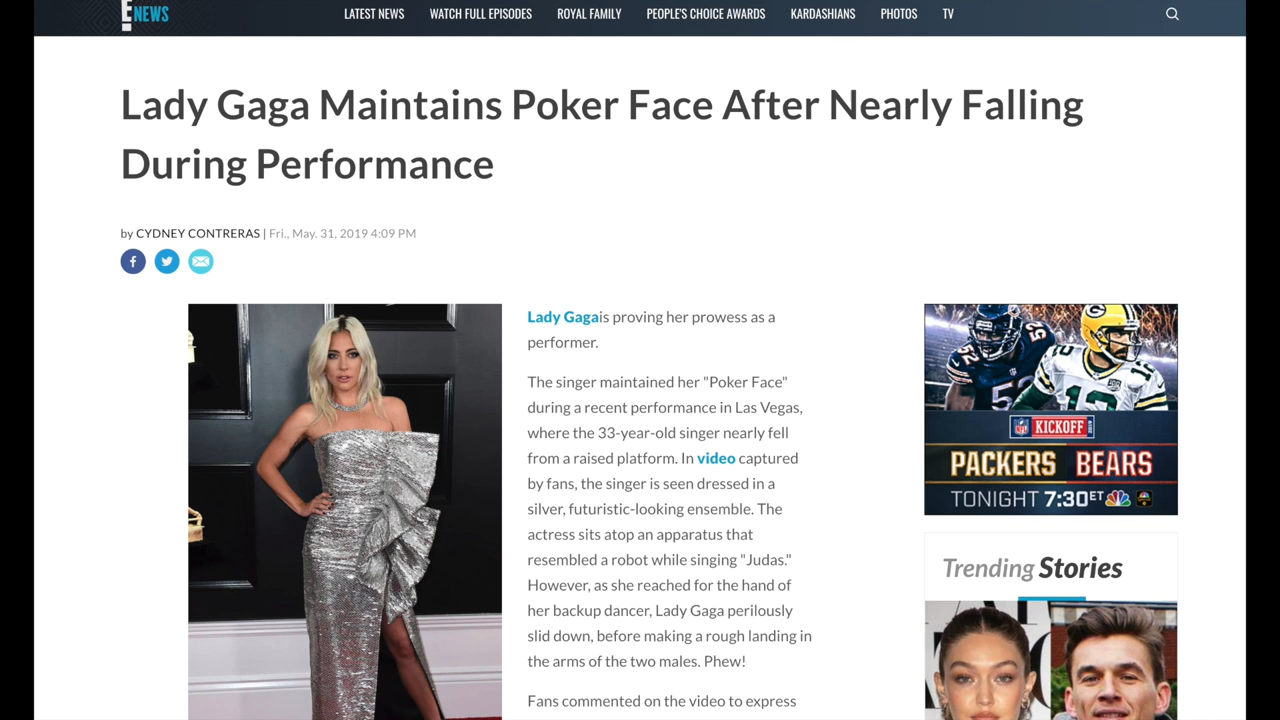 E! NEWS
LATEST NEWS WATCH FULL EPISODES ROYAL FAMILY PEOPLE'S CHOICE AWARDS KARDASHIANS PHOTOS TV
Lady Gaga Maintains Poker Face After Nearly Falling
During Performance
by CYDNEY CONTRERAS | Fri., May. 31, 2019 4:09 PM
Lady Gagais proving her prowess as a
performer.
The singer maintained her "Poker Face"
during a recent performance in Las Vegas,
where the 33-year-old singer nearly fell
from a raised platform. In video captured
by fans, the singer is seen dressed in a
silver, futuristic-looking ensemble. The
actress sits atop an apparatus that
resembled a robot while singing "Judas."
However, as she reached for the hand of
her backup dancer, Lady Gaga perilously
slid down, before making a rough landing in
the arms of the two males. Phew!
Fans commented on the video to express
52
12
NFL KICKOFF
PACKERS BEARS
TONIGHT 7:30ET
Trending Stories